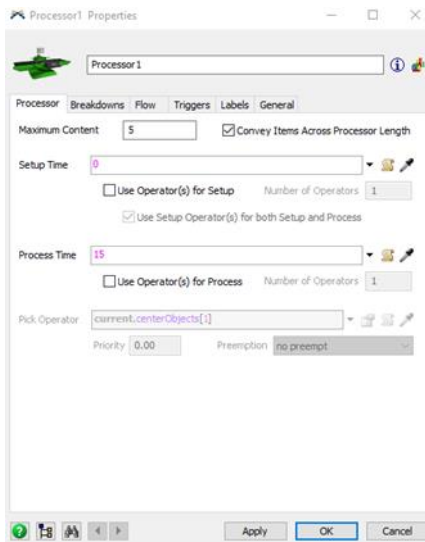 Processor1 Properties
Processor1
Processor Breakdowns Flow Triggers Labels General
Maximum Content 5 Convey Items Across Processor Length
Setup Time 0
Use Operator(s) for Setup Number of Operators 1
Use Setup Operator(s) for both Setup and Process
Process Time 15
Use Operator(s) for Process Number of Operators 1
Pick Operator current.centerObjects[1]
Priority 0.00 Preemption no preempt
Apply OK Cancel